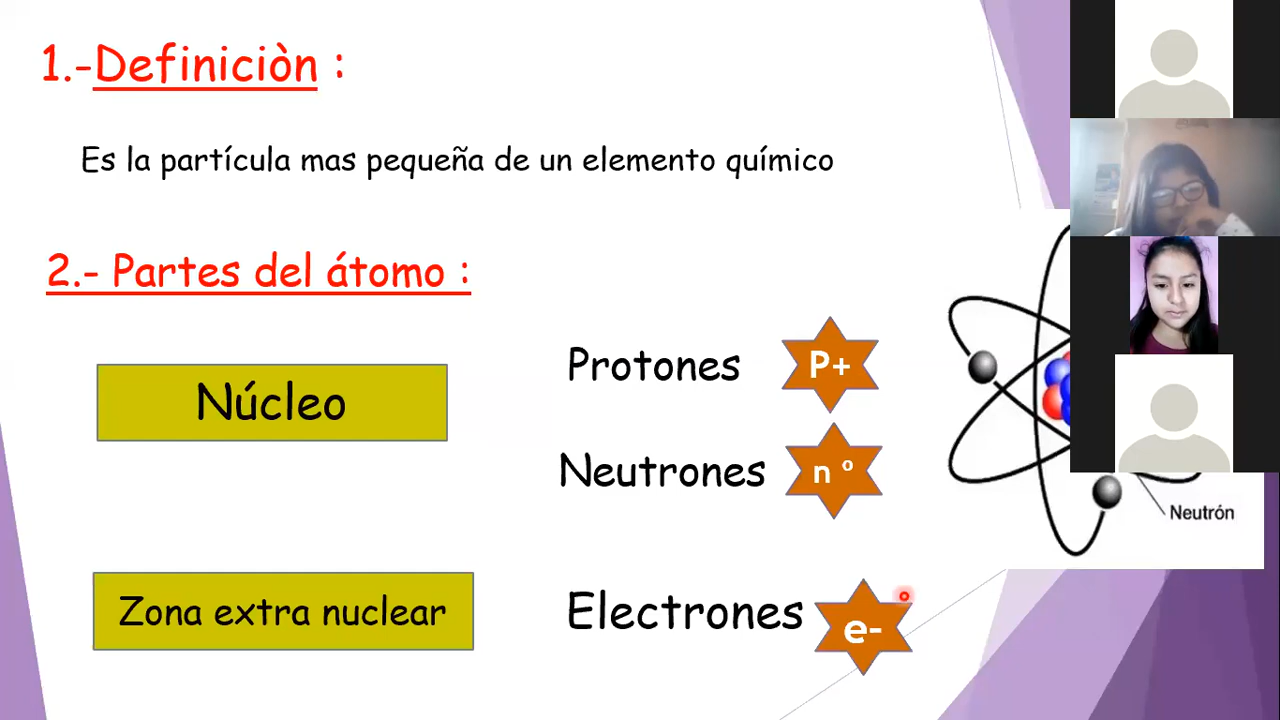 1.-Definiciòn :
Es la partícula mas pequeña de un elemento químico
2.- Partes del átomo :
Núcleo
Protones P+
Neutrones n º
Neutrón
Zona extra nuclear
Electrones e-